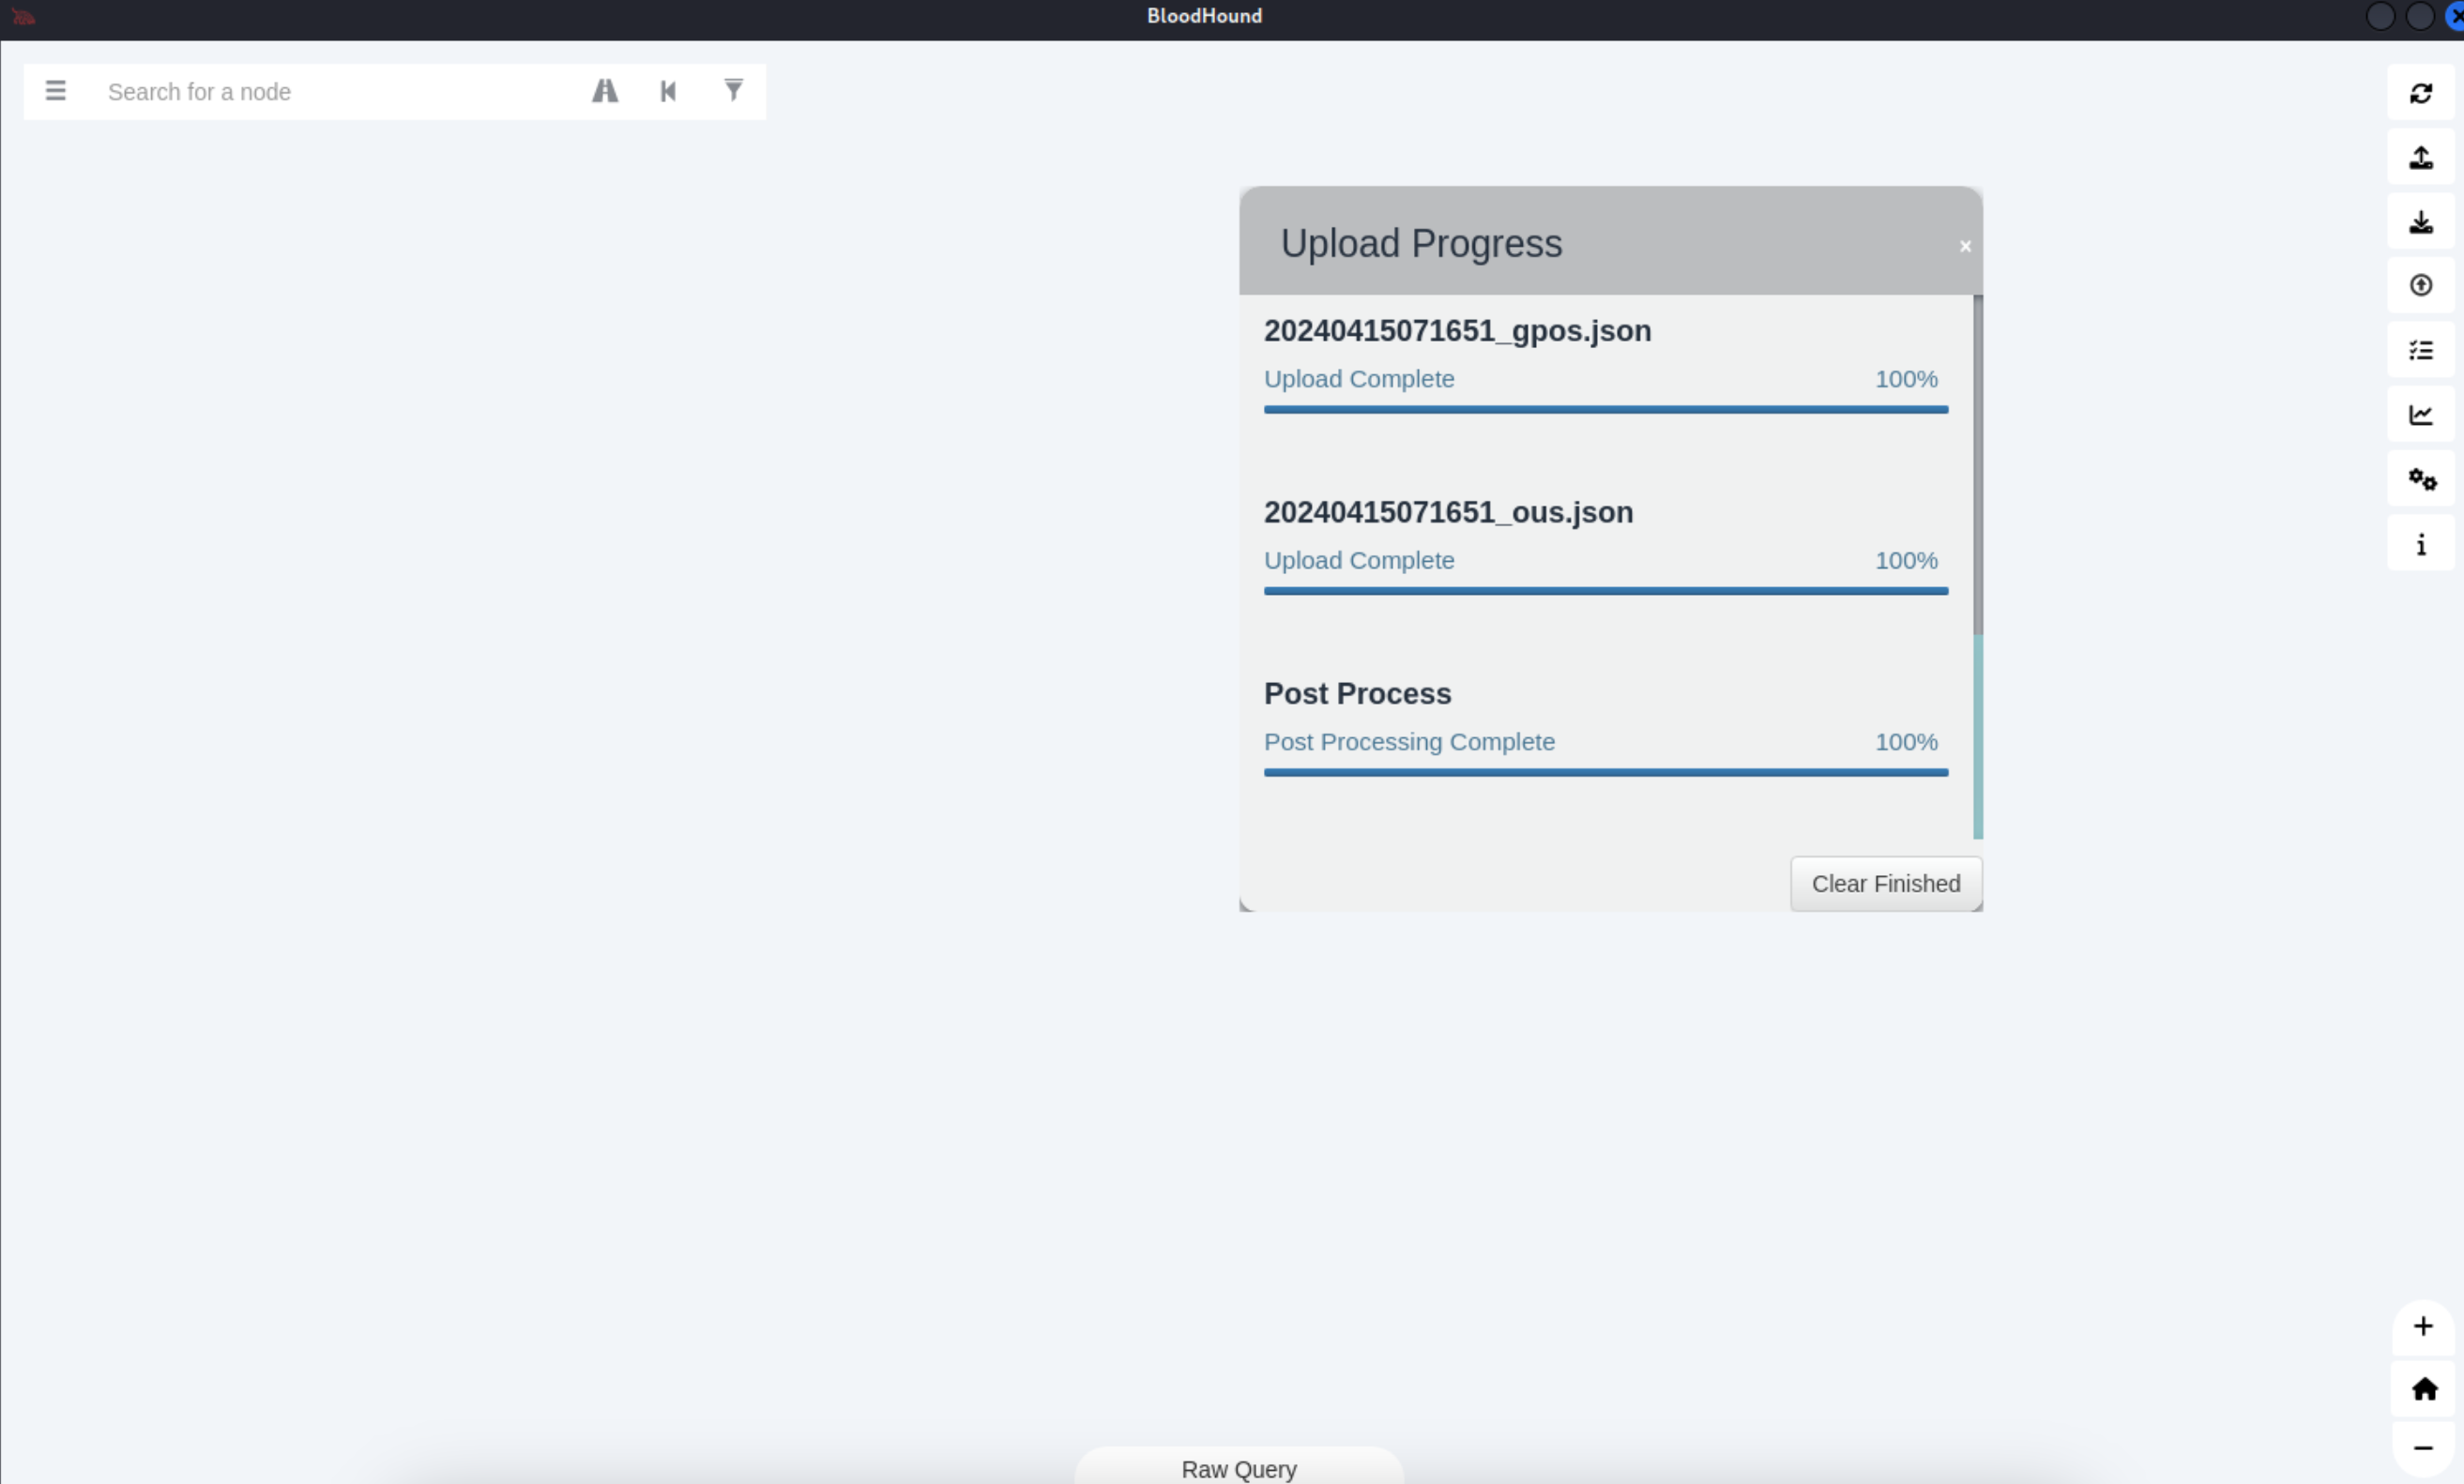 BloodHound
Search for a node
Upload Progress
×
20240415071651_gpos.json
Upload Complete 100%
20240415071651_ous.json
Upload Complete 100%
Post Process
Post Processing Complete 100%
Clear Finished
Raw Query